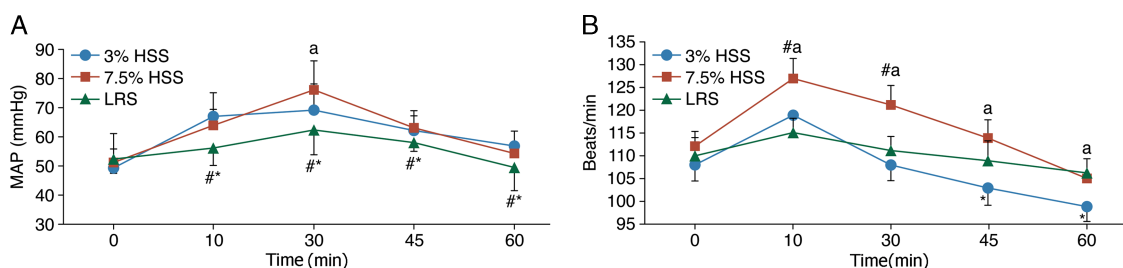 A
90
80
70
60
50
40
30
MAP (mmHg)
3% HSS
7.5% HSS
LRS
a
#*
#*
#*
#*
0 10 30 45 60
Time (min)
B
135
130
125
120
115
110
105
100
95
Beats/min
3% HSS
7.5% HSS
LRS
#a
#a
a
a
*
*
0 10 30 45 60
Time (min)